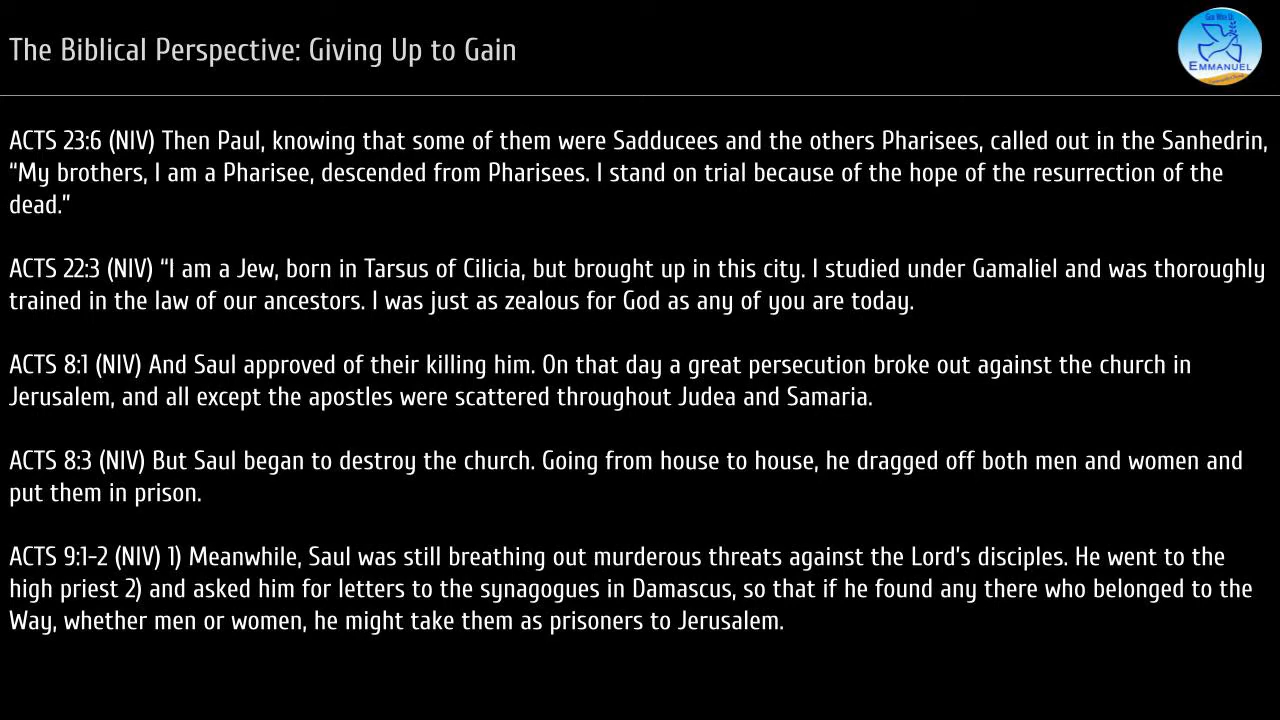 The Biblical Perspective: Giving Up to Gain
GOD WITH US
EMMANUEL
ACTS 23:6 (NIV) Then Paul, knowing that some of them were Sadducees and the others Pharisees, called out in the Sanhedrin,
“My brothers, I am a Pharisee, descended from Pharisees. I stand on trial because of the hope of the resurrection of the
dead.”
ACTS 22:3 (NIV) “I am a Jew, born in Tarsus of Cilicia, but brought up in this city. I studied under Gamaliel and was thoroughly
trained in the law of our ancestors. I was just as zealous for God as any of you are today.
ACTS 8:1 (NIV) And Saul approved of their killing him. On that day a great persecution broke out against the church in
Jerusalem, and all except the apostles were scattered throughout Judea and Samaria.
ACTS 8:3 (NIV) But Saul began to destroy the church. Going from house to house, he dragged off both men and women and
put them in prison.
ACTS 9:1-2 (NIV) 1) Meanwhile, Saul was still breathing out murderous threats against the Lord’s disciples. He went to the
high priest 2) and asked him for letters to the synagogues in Damascus, so that if he found any there who belonged to the
Way, whether men or women, he might take them as prisoners to Jerusalem.